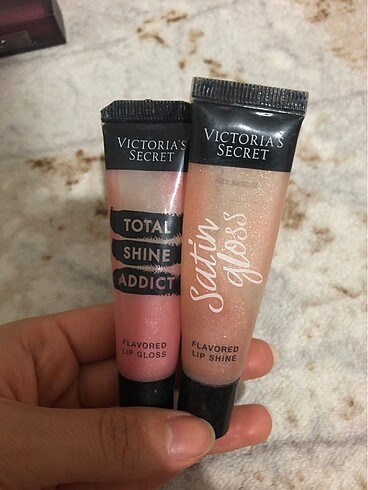 VICTORIA'S
SECRET
TOTAL
SHINE
ADDICT
FLAVORED
LIP GLOSS
VICTORIA'S
SECRET
Satin
gloss
FLAVORED
LIP SHINE